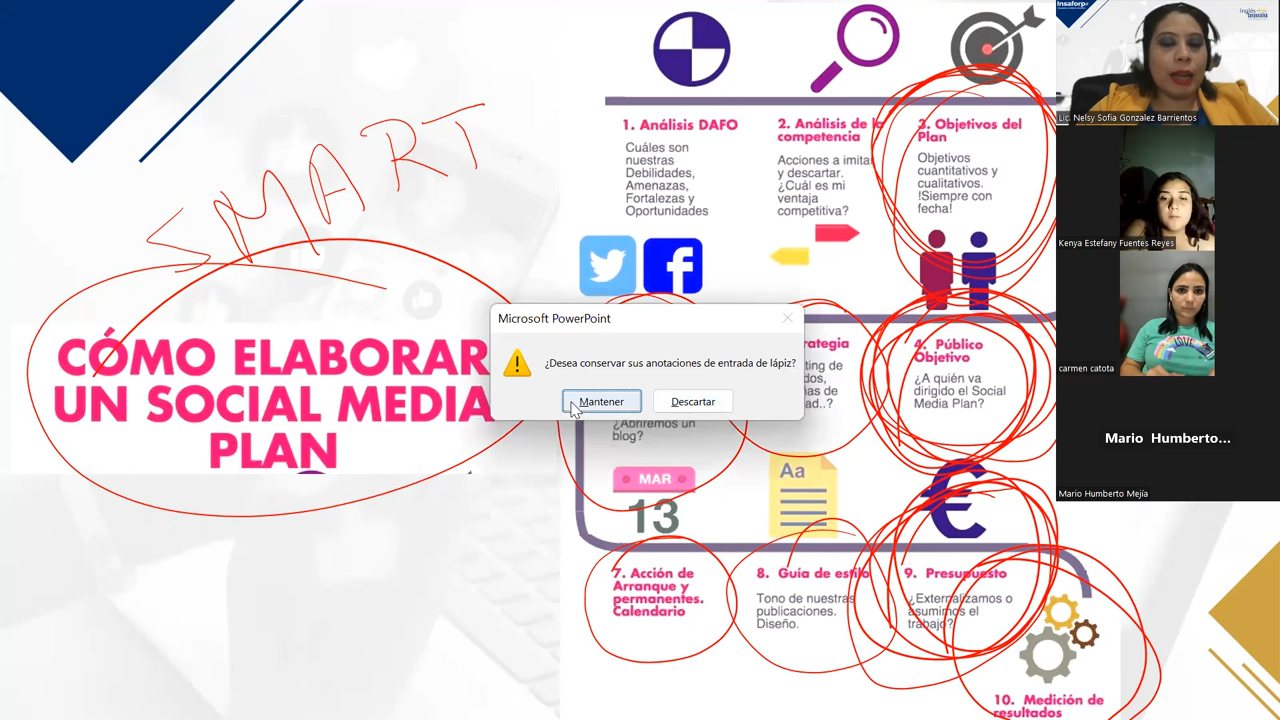 SMART
CÓMO ELABORAR
UN SOCIAL MEDIA
PLAN
1. Análisis DAFO
Cuáles son
nuestras
Debilidades,
Amenazas,
Fortalezas y
Oportunidades
2. Análisis de la
competencia
Acciones a imitar
y descartar.
¿Cuál es mi
ventaja
competitiva?
3. Objetivos del
Plan
Objetivos
cuantitativos y
cualitativos.
!Siempre con
fecha!
4. Público
Objetivo
¿A quién va
dirigido el Social
Media Plan?
¿Abriremos un
blog?
MAR
13
Aa
7. Acción de
Arranque y
permanentes.
Calendario
8. Guía de estilo
Tono de nuestras
publicaciones.
Diseño.
9. Presupuesto
¿Externalizamos o
asumimos el
trabajo?
10. Medición de
resultados
Microsoft PowerPoint
¿Desea conservar sus anotaciones de entrada de lápiz?
Mantener
Descartar
Insaforp
Inglés
Lic. Nelsy Sofia Gonzalez Barrientos
Kenya Estefany Fuentes Reyes
carmen catota
Mario Humberto...
Mario Humberto Mejía